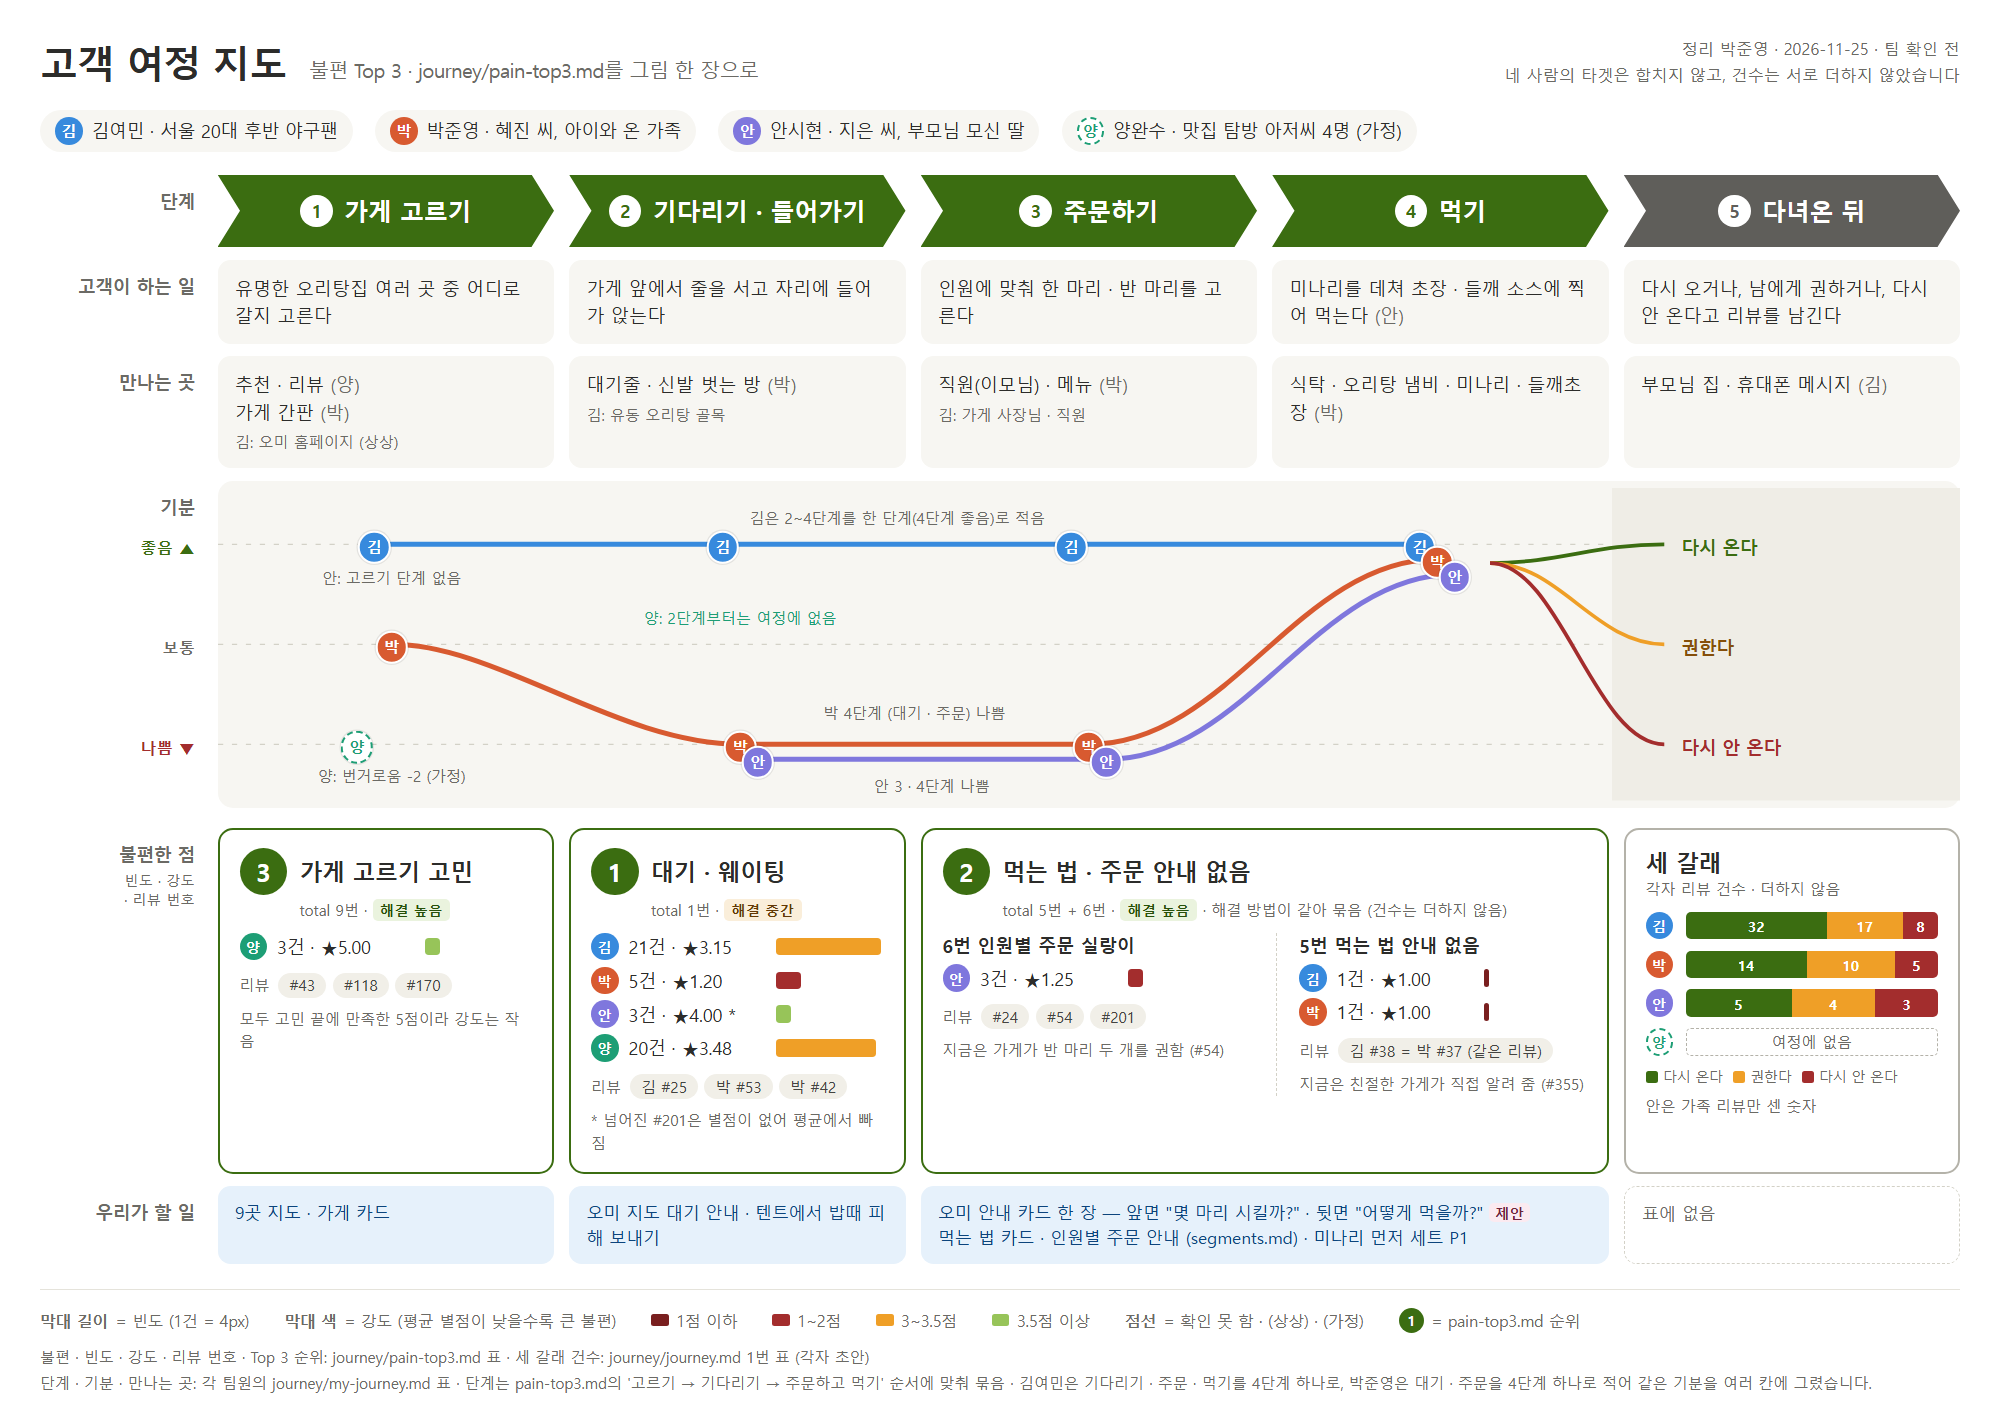 고객 여정 지도
불편 Top 3 · journey/pain-top3.md를 그림 한 장으로
정리 박준영 · 2026-11-25 · 팀 확인 전
네 사람의 타겟은 합치지 않고, 건수는 서로 더하지 않았습니다
김 김여민 · 서울 20대 후반 야구팬
박 박준영 · 혜진 씨, 아이와 온 가족
안 안시현 · 지은 씨, 부모님 모신 딸
양 양완수 · 맛집 탐방 아저씨 4명 (가정)
단계
1 가게 고르기
2 기다리기 · 들어가기
3 주문하기
4 먹기
5 다녀온 뒤
고객이 하는 일
유명한 오리탕집 여러 곳 중 어디로
갈지 고른다
가게 앞에서 줄을 서고 자리에 들어
가 앉는다
인원에 맞춰 한 마리 · 반 마리를 고
른다
미나리를 데쳐 초장 · 들깨 소스에 찍
어 먹는다 (안)
다시 오거나, 남에게 권하거나, 다시
안 온다고 리뷰를 남긴다
만나는 곳
추천 · 리뷰 (양)
가게 간판 (박)
김: 오미 홈페이지 (상상)
대기줄 · 신발 벗는 방 (박)
김: 유동 오리탕 골목
직원(이모님) · 메뉴 (박)
김: 가게 사장님 · 직원
식탁 · 오리탕 냄비 · 미나리 · 들깨초
장 (박)
부모님 집 · 휴대폰 메시지 (김)
기분
좋음 ▲
보통
나쁨 ▼
김은 2~4단계를 한 단계(4단계 좋음)로 적음
김
김
김
김
박
안
안: 고르기 단계 없음
양: 2단계부터는 여정에 없음
박
박 4단계 (대기 · 주문) 나쁨
양
박
안
박
안
양: 번거로움 -2 (가정)
안 3 · 4단계 나쁨
다시 온다
권한다
다시 안 온다
불편한 점
빈도 · 강도
· 리뷰 번호
3 가게 고르기 고민
total 9번 · 해결 높음
양 3건 · ★5.00
리뷰 #43 #118 #170
모두 고민 끝에 만족한 5점이라 강도는 작
음
1 대기 · 웨이팅
total 1번 · 해결 중간
김 21건 · ★3.15
박 5건 · ★1.20
안 3건 · ★4.00 *
양 20건 · ★3.48
리뷰 김 #25 박 #53 박 #42
* 넘어진 #201은 별점이 없어 평균에서 빠
짐
2 먹는 법 · 주문 안내 없음
total 5번 + 6번 · 해결 높음 · 해결 방법이 같아 묶음 (건수는 더하지 않음)
6번 인원별 주문 실랑이
안 3건 · ★1.25
리뷰 #24 #54 #201
지금은 가게가 반 마리 두 개를 권함 (#54)
5번 먹는 법 안내 없음
김 1건 · ★1.00
박 1건 · ★1.00
리뷰 김 #38 = 박 #37 (같은 리뷰)
지금은 친절한 가게가 직접 알려 줌 (#355)
세 갈래
각자 리뷰 건수 · 더하지 않음
김 32 17 8
박 14 10 5
안 5 4 3
양 여정에 없음
다시 온다 권한다 다시 안 온다
안은 가족 리뷰만 센 숫자
우리가 할 일
9곳 지도 · 가게 카드
오미 지도 대기 안내 · 텐트에서 밥때 피
해 보내기
오미 안내 카드 한 장 — 앞면 "몇 마리 시킬까?" · 뒷면 "어떻게 먹을까?" 제안
먹는 법 카드 · 인원별 주문 안내 (segments.md) · 미나리 먼저 세트 P1
표에 없음
막대 길이 = 빈도 (1건 = 4px) 막대 색 = 강도 (평균 별점이 낮을수록 큰 불편) 1점 이하 1~2점 3~3.5점 3.5점 이상 점선 = 확인 못 함 · (상상) · (가정) 1 = pain-top3.md 순위
불편 · 빈도 · 강도 · 리뷰 번호 · Top 3 순위: journey/pain-top3.md 표 · 세 갈래 건수: journey/journey.md 1번 표 (각자 초안)
단계 · 기분 · 만나는 곳: 각 팀원의 journey/my-journey.md 표 · 단계는 pain-top3.md의 '고르기 → 기다리기 → 주문하고 먹기' 순서에 맞춰 묶음 · 김여민은 기다리기 · 주문 · 먹기를 4단계 하나로, 박준영은 대기 · 주문을 4단계 하나로 적어 같은 기분을 여러 칸에 그렸습니다.